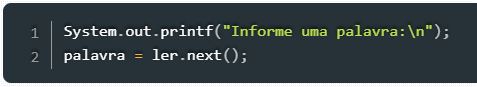 1 System.out.printf("Informe uma palavra:\n");
2 palavra = ler.next();